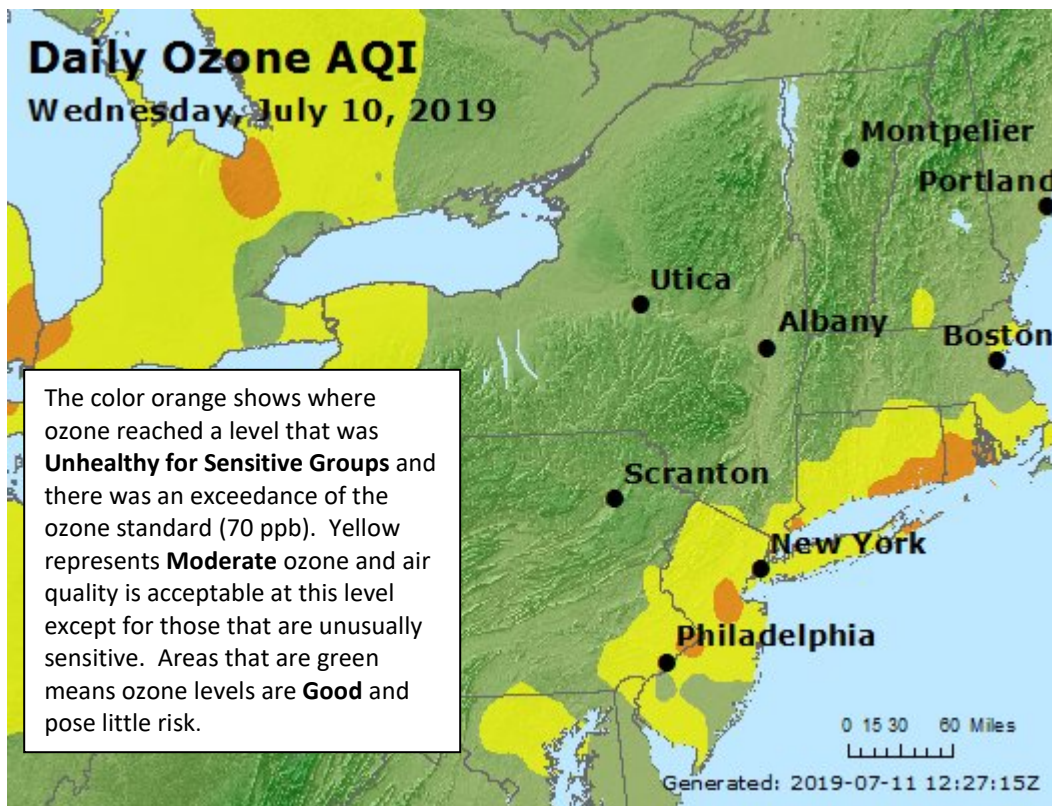 Daily Ozone AQI
Wednesday, July 10, 2019
Montpelier
Portland
Utica
Albany
Boston
The color orange shows where
ozone reached a level that was
Unhealthy for Sensitive Groups and
there was an exceedance of the
ozone standard (70 ppb).  Yellow
represents Moderate ozone and air
quality is acceptable at this level
except for those that are unusually
sensitive.  Areas that are green
means ozone levels are Good and
pose little risk.
Scranton
New York
Philadelphia
0 15 30 60 Miles
Generated: 2019-07-11 12:27:15Z